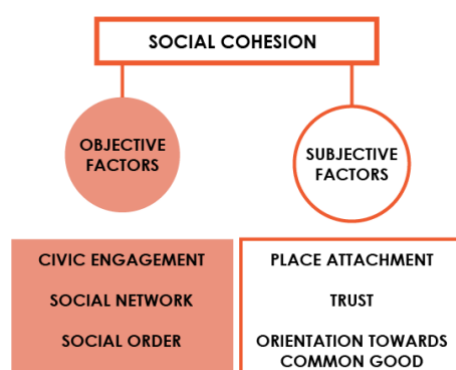 SOCIAL COHESION
OBJECTIVE
FACTORS
SUBJECTIVE
FACTORS
CIVIC ENGAGEMENT
SOCIAL NETWORK
SOCIAL ORDER
PLACE ATTACHMENT
TRUST
ORIENTATION TOWARDS
COMMON GOOD